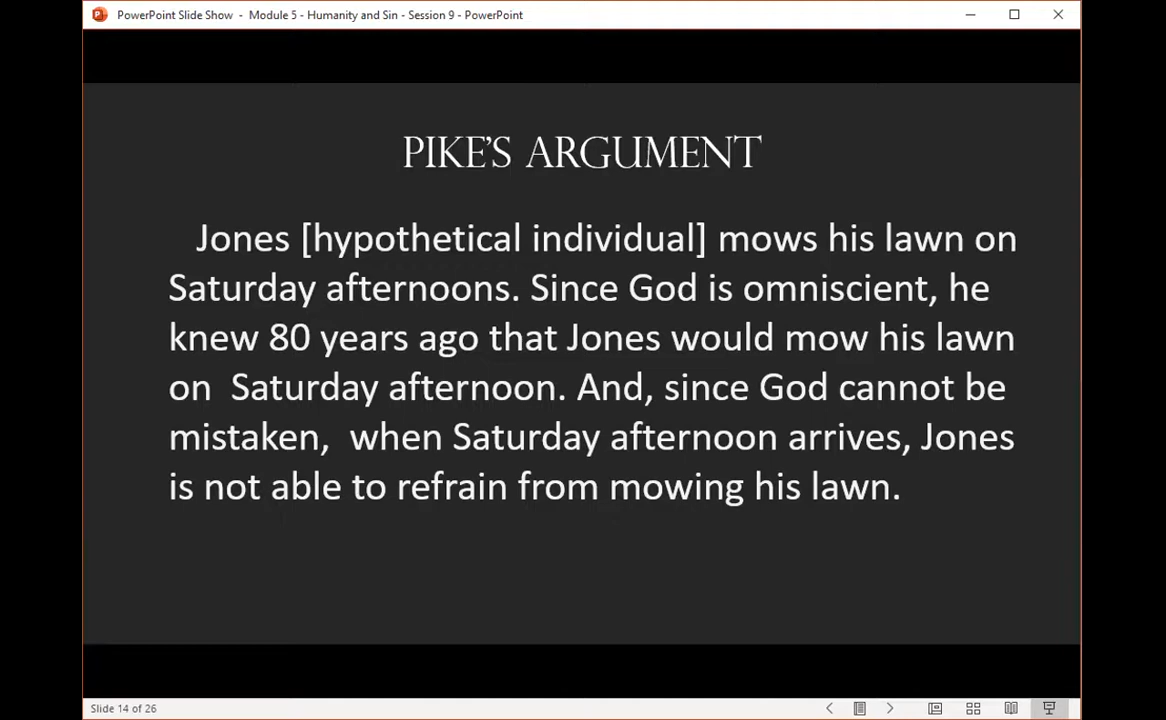 PowerPoint Slide Show - Module 5 - Humanity and Sin - Session 9 - PowerPoint
PIKE'S ARGUMENT
Jones [hypothetical individual] mows his lawn on
Saturday afternoons. Since God is omniscient, he
knew 80 years ago that Jones would mow his lawn
on Saturday afternoon. And, since God cannot be
mistaken, when Saturday afternoon arrives, Jones
is not able to refrain from mowing his lawn.
Slide 14 of 26